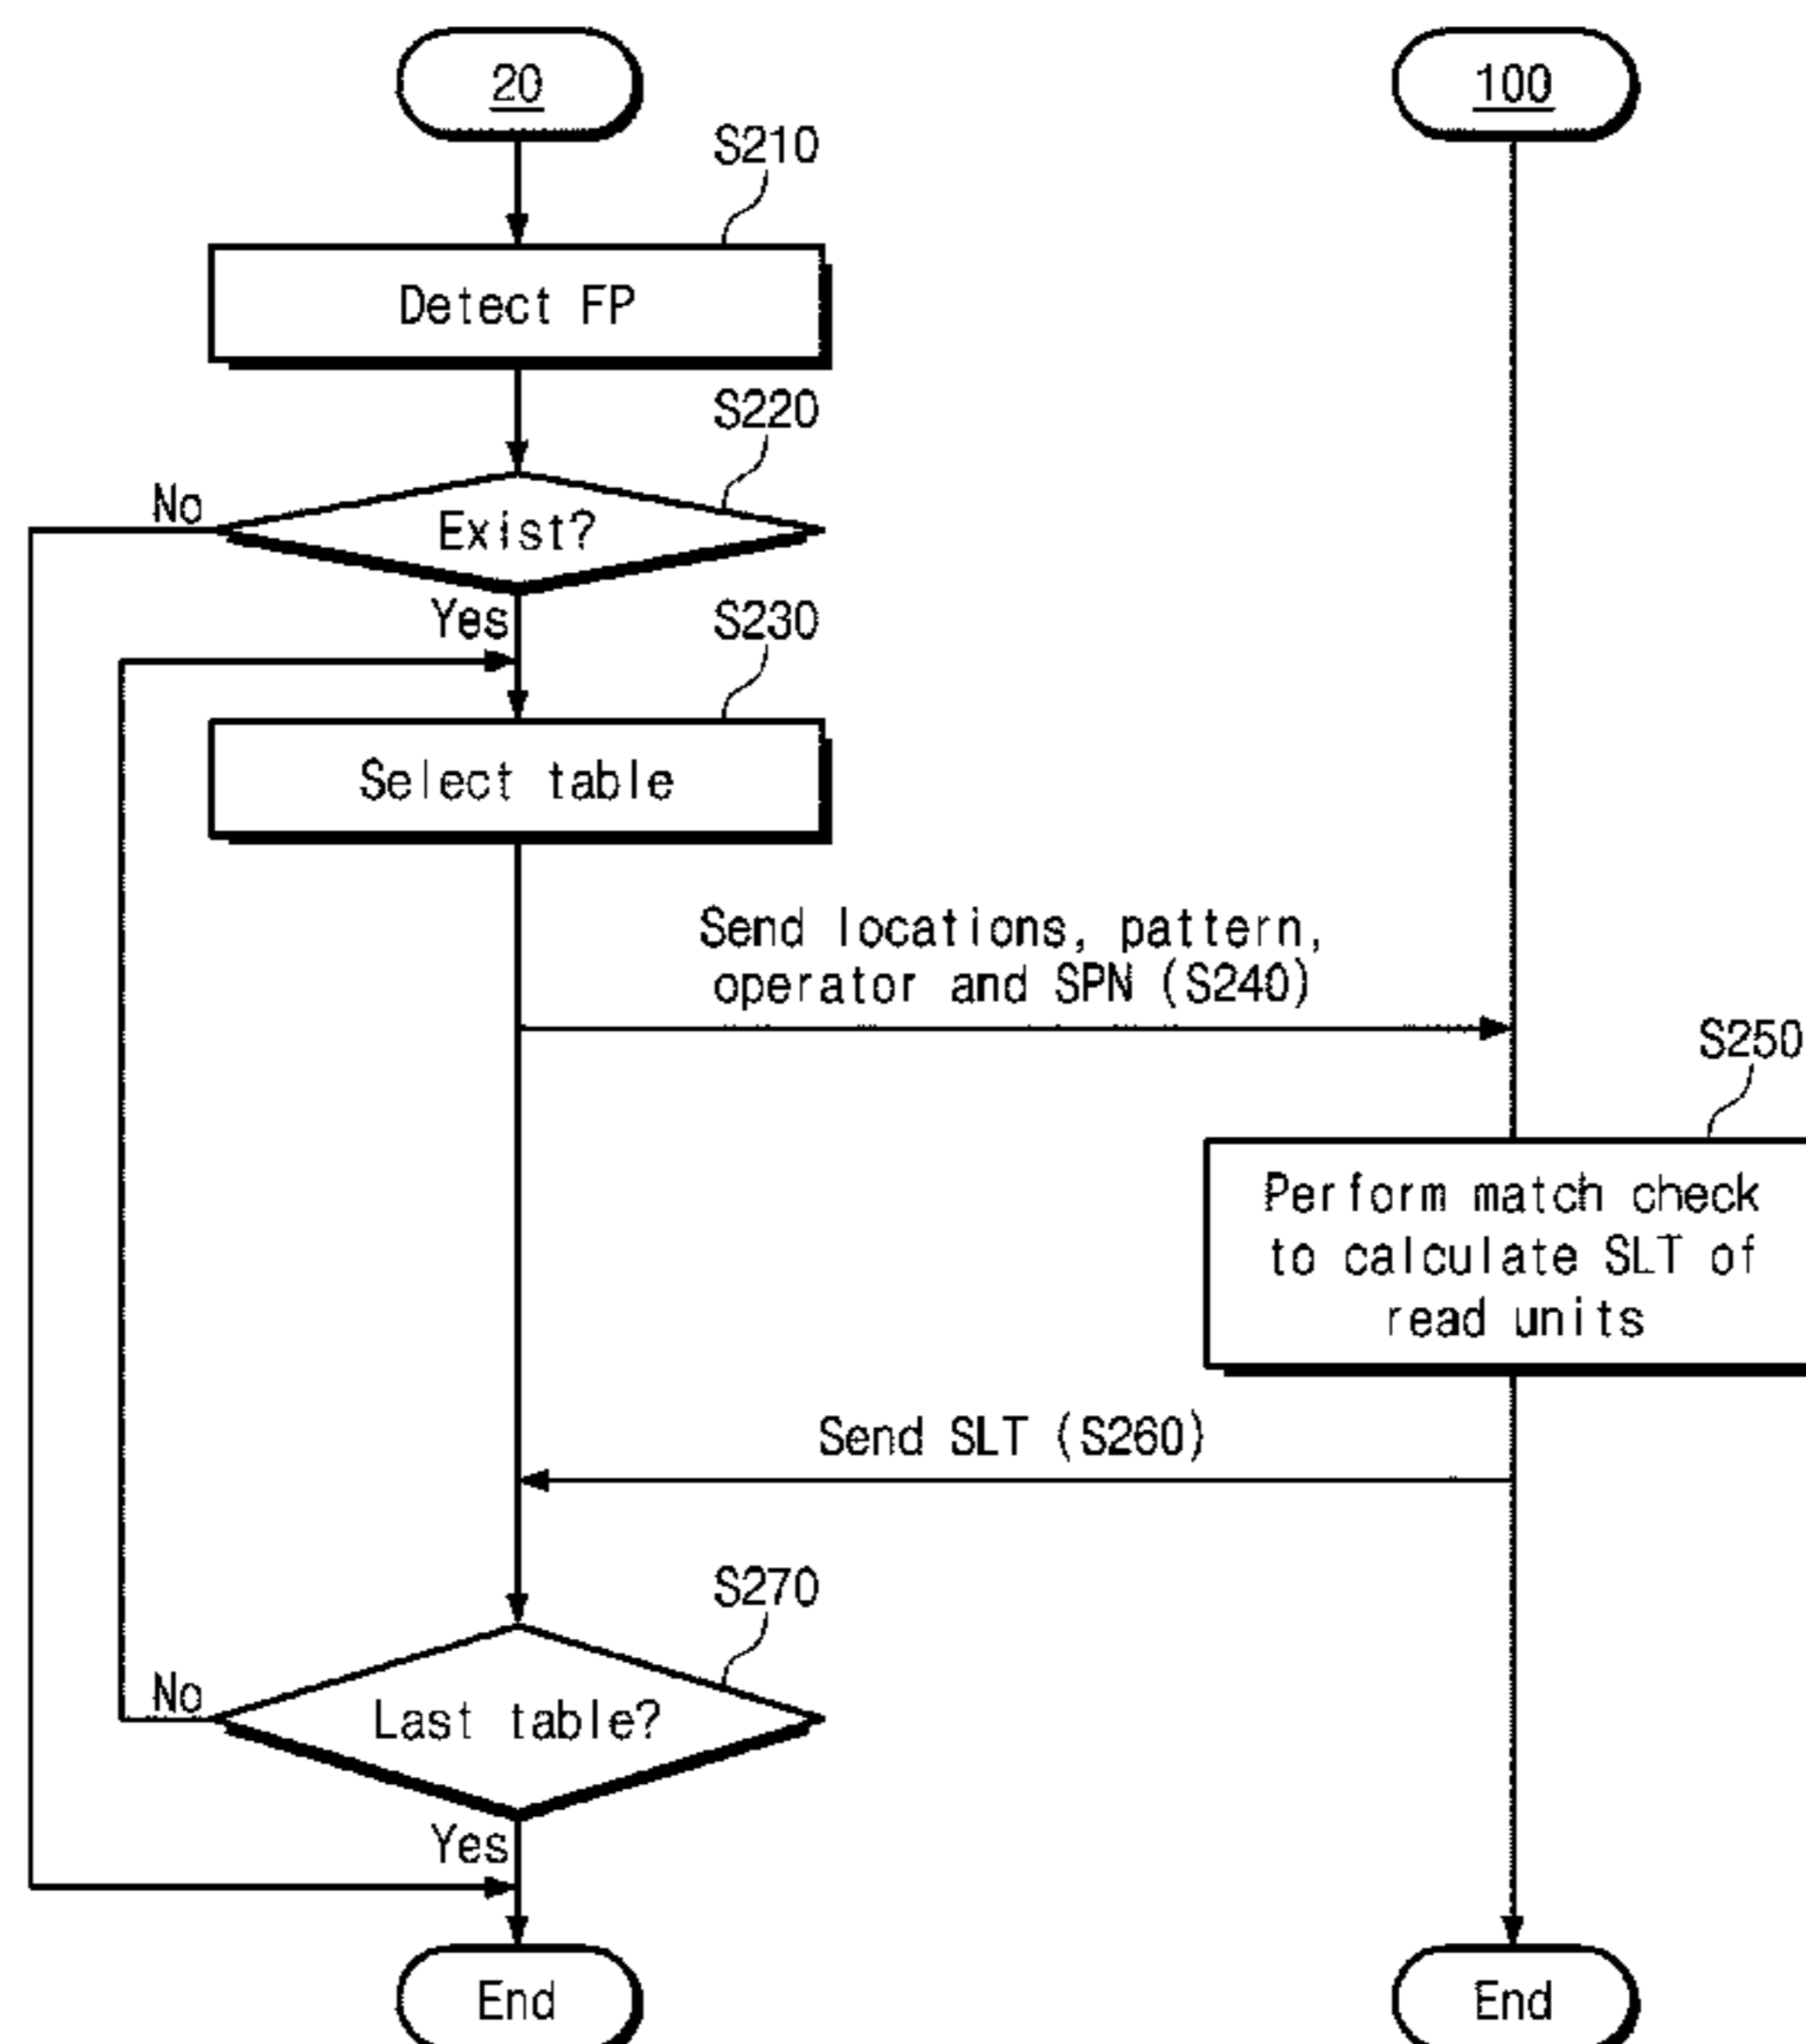 20
100
S210
Detect FP
S220
No
Exist?
Yes
S230
Select table
Send locations, pattern,
operator and SPN (S240)
S250
Perform match check
to calculate SLT of
read units
Send SLT (S260)
S270
No
Last table?
Yes
End
End